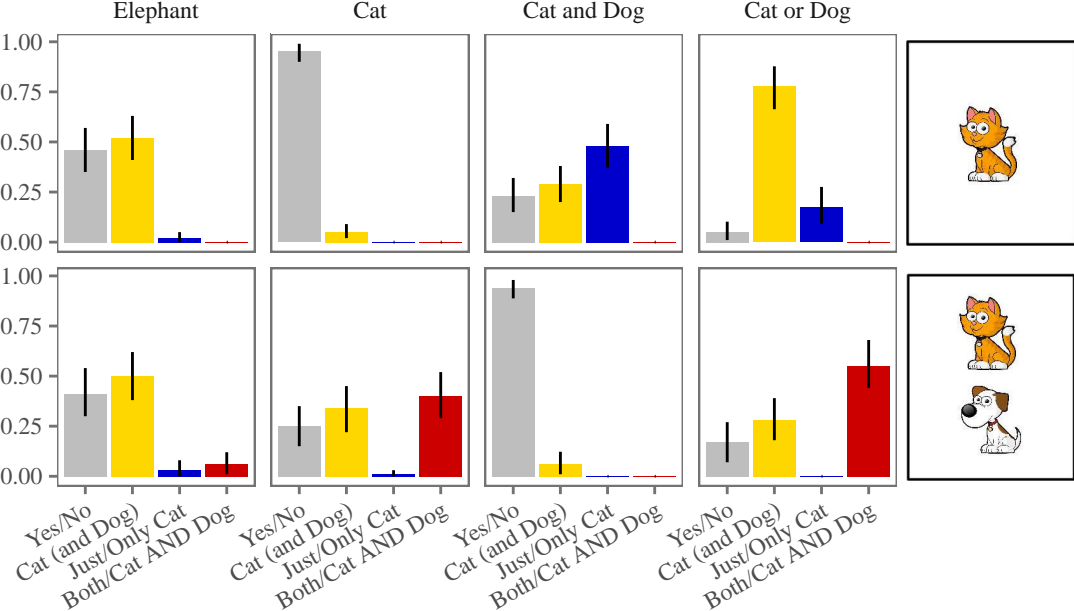 Elephant Cat Cat and Dog Cat or Dog
1.00
0.75
0.50
0.25
0.00
1.00
0.75
0.50
0.25
0.00
Yes/No
Cat (and Dog)
Just/Only Cat
Both/Cat AND Dog
Yes/No
Cat (and Dog)
Just/Only Cat
Both/Cat AND Dog
Yes/No
Cat (and Dog)
Just/Only Cat
Both/Cat AND Dog
Yes/No
Cat (and Dog)
Just/Only Cat
Both/Cat AND Dog